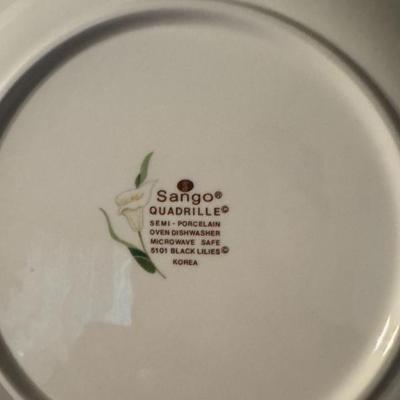 Sango®
QUADRILLE©
SEMI - PORCELAIN
OVEN DISHWASHER
MICROWAVE SAFE
5101 BLACK LILIES©
KOREA